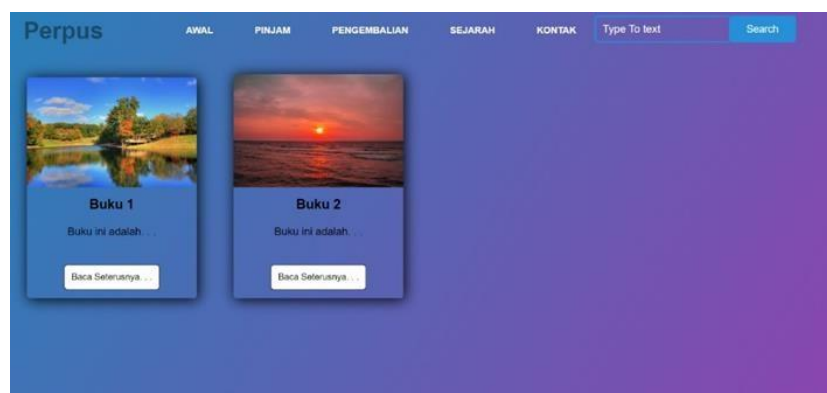 Perpus
AWAL PINJAM PENGEMBALIAN SEJARAH KONTAK Type To text Search
Buku 1
Buku ini adalah. . .
Baca Seterusnya. . .
Buku 2
Buku ini adalah. . .
Baca Seterusnya. . .